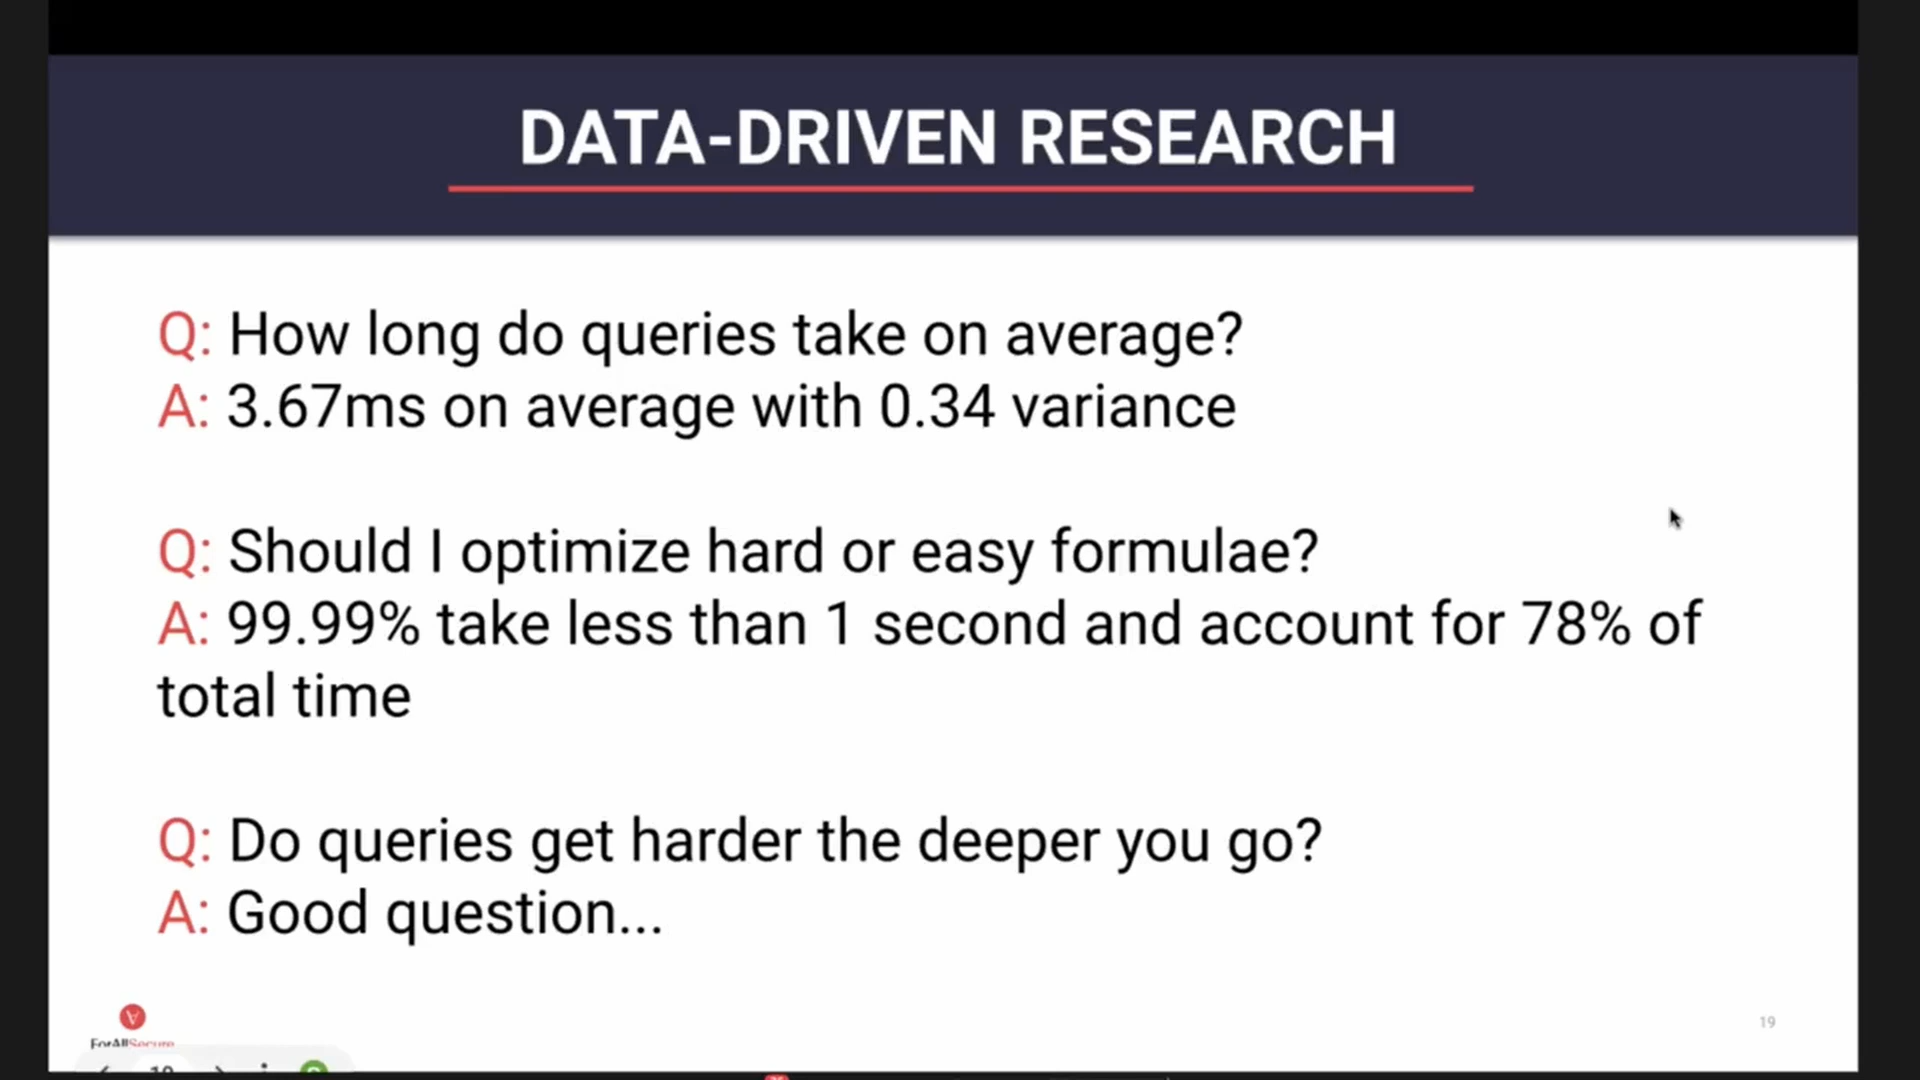 DATA-DRIVEN RESEARCH
Q: How long do queries take on average?
A: 3.67ms on average with 0.34 variance
Q: Should I optimize hard or easy formulae?
A: 99.99% take less than 1 second and account for 78% of
total time
Q: Do queries get harder the deeper you go?
A: Good question...
ForAllSecure
19
19